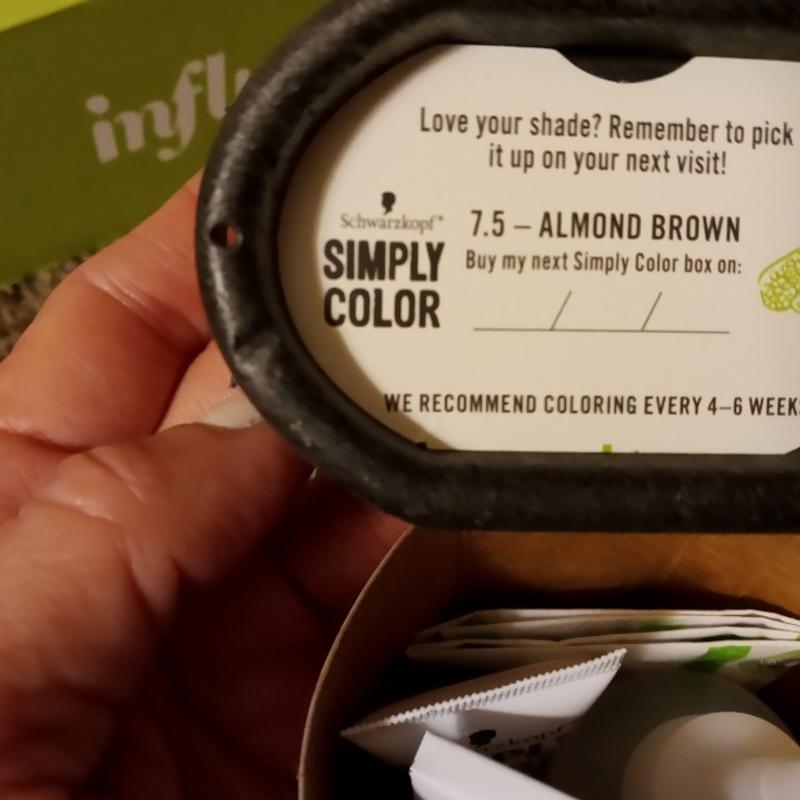 infl
Love your shade? Remember to pick
it up on your next visit!
Schwarzkopf
SIMPLY
COLOR
7.5 – ALMOND BROWN
Buy my next Simply Color box on:
/ /
WE RECOMMEND COLORING EVERY 4–6 WEEKS